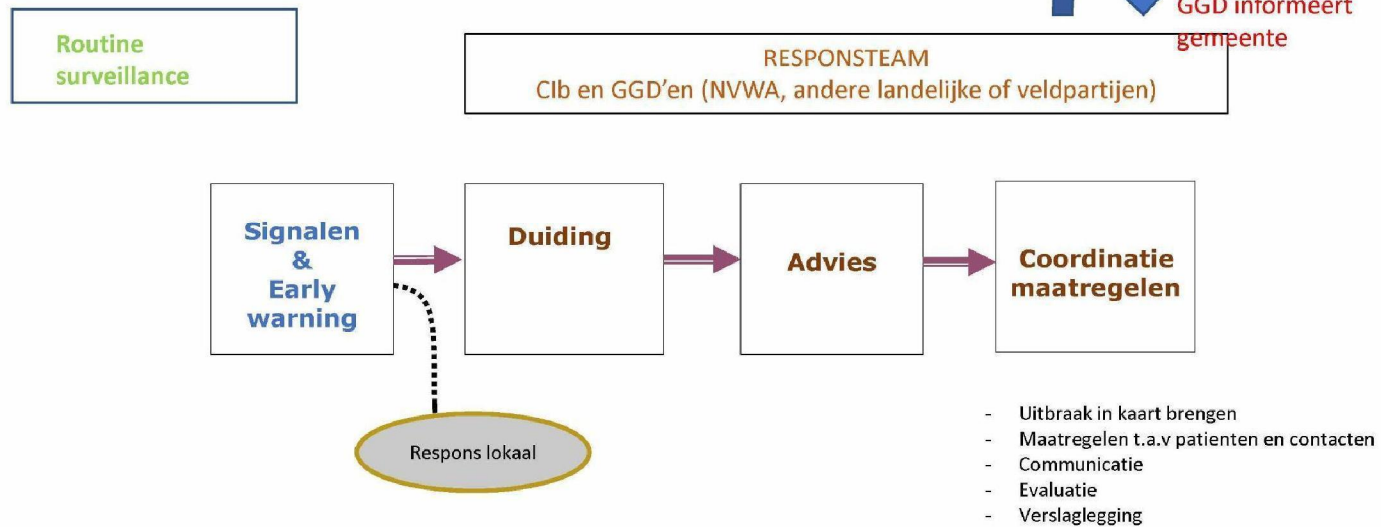 GGD informeert
gemeente
Routine
surveillance
RESPONSTEAM
CIb en GGD’en (NVWA, andere landelijke of veldpartijen)
Signalen
&
Early
warning
Duiding
Advies
Coordinatie
maatregelen
Respons lokaal
- Uitbraak in kaart brengen
- Maatregelen t.a.v patienten en contacten
- Communicatie
- Evaluatie
- Verslaglegging